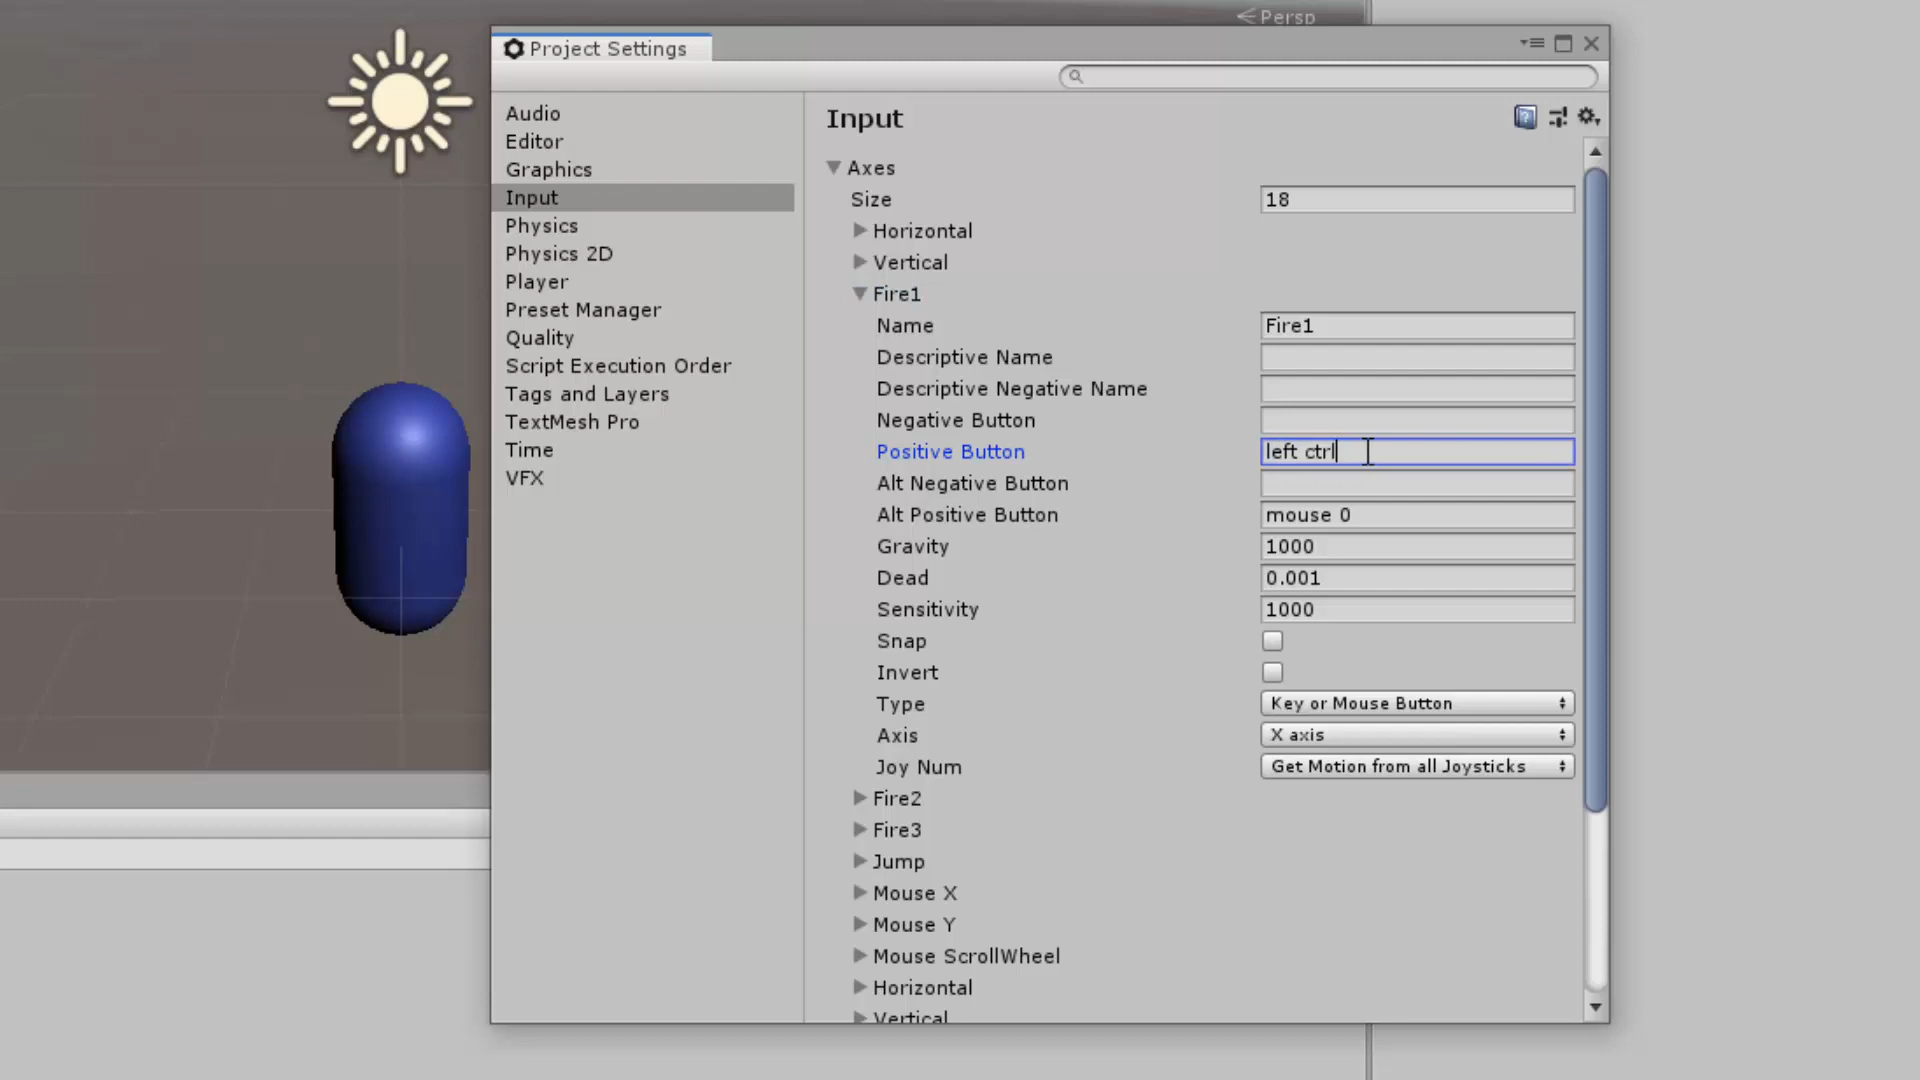 Persp
Project Settings
Audio
Editor
Graphics
Input
Physics
Physics 2D
Player
Preset Manager
Quality
Script Execution Order
Tags and Layers
TextMesh Pro
Time
VFX
Input
Axes
Size 18
Horizontal
Vertical
Fire1
Name Fire1
Descriptive Name
Descriptive Negative Name
Negative Button
Positive Button left ctrl
Alt Negative Button
Alt Positive Button mouse 0
Gravity 1000
Dead 0.001
Sensitivity 1000
Snap
Invert
Type Key or Mouse Button
Axis X axis
Joy Num Get Motion from all Joysticks
Fire2
Fire3
Jump
Mouse X
Mouse Y
Mouse ScrollWheel
Horizontal
Vertical